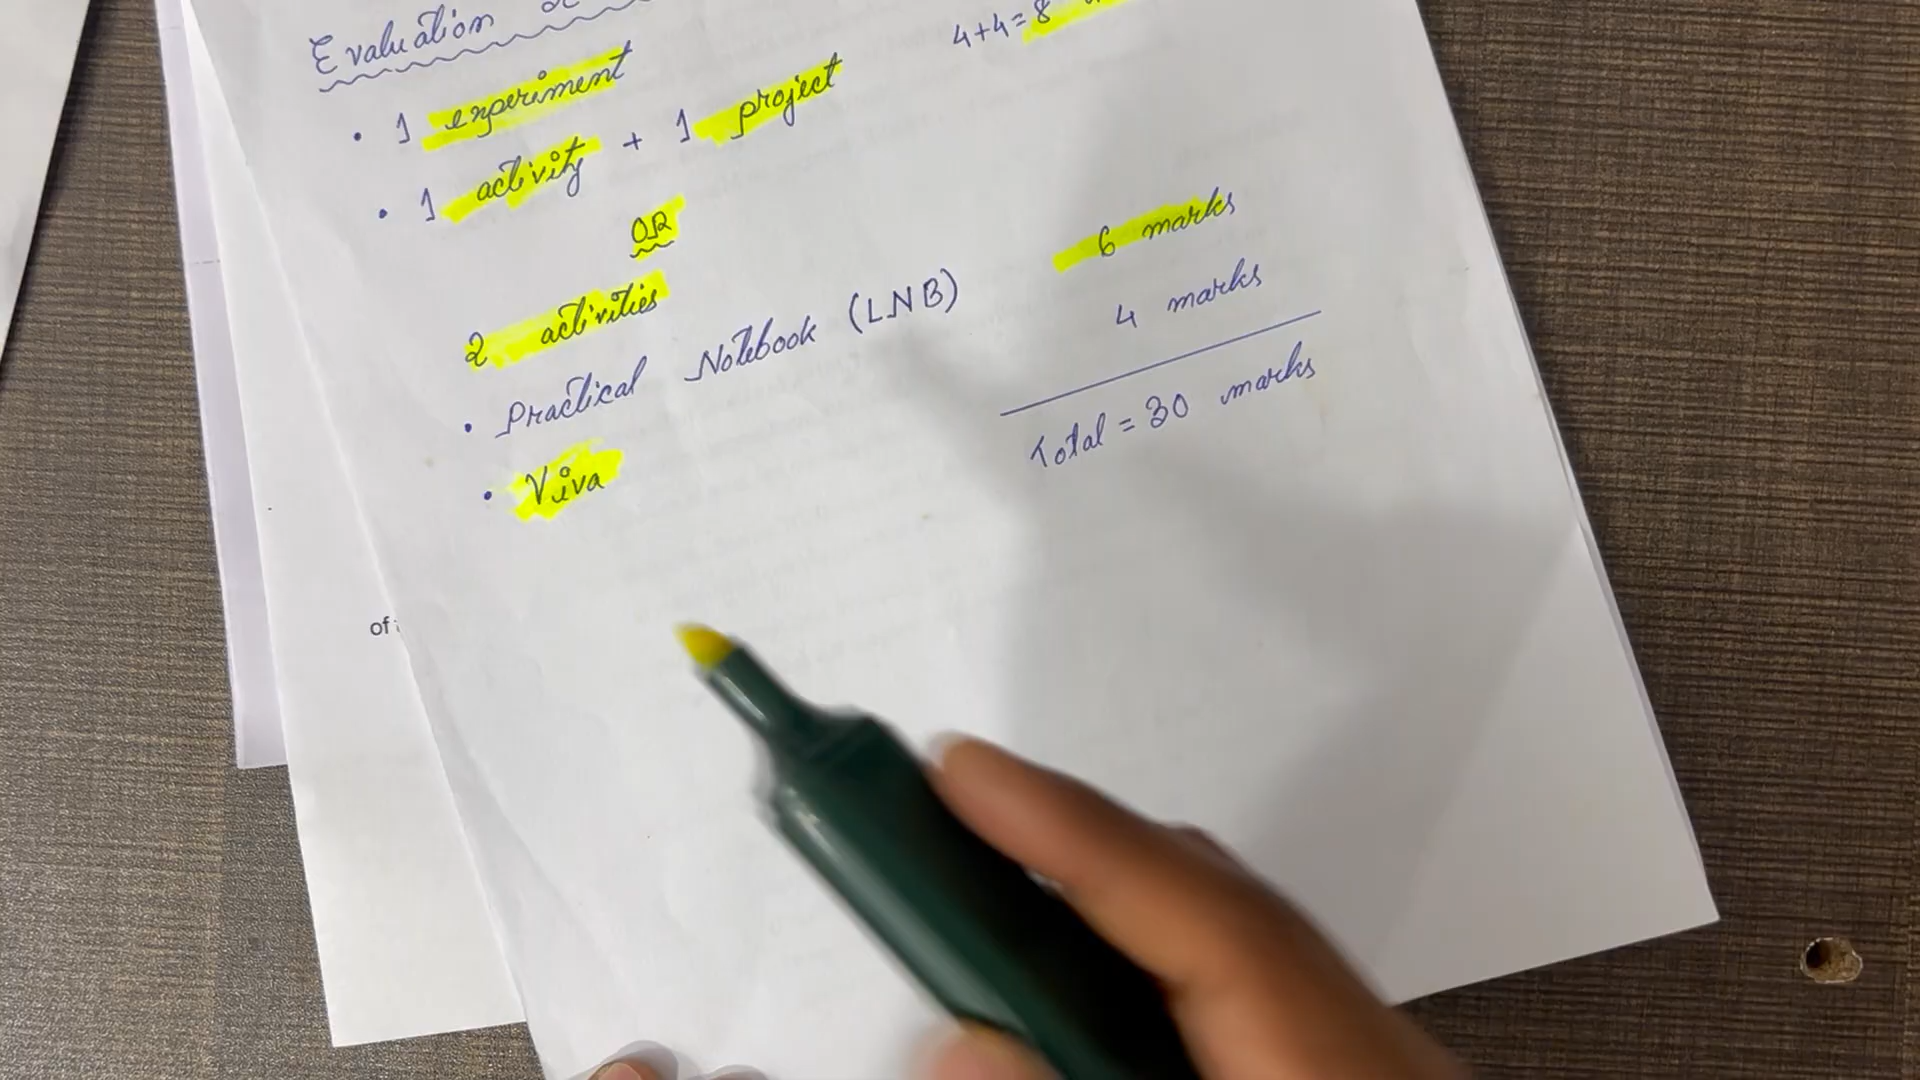 Evaluation
• 1 experiment
4+4=8
• 1 activity + 1 project
OR
2 activities
6 marks
• Practical Notebook (LNB)
4 marks
• Viva
Total = 30 marks
of